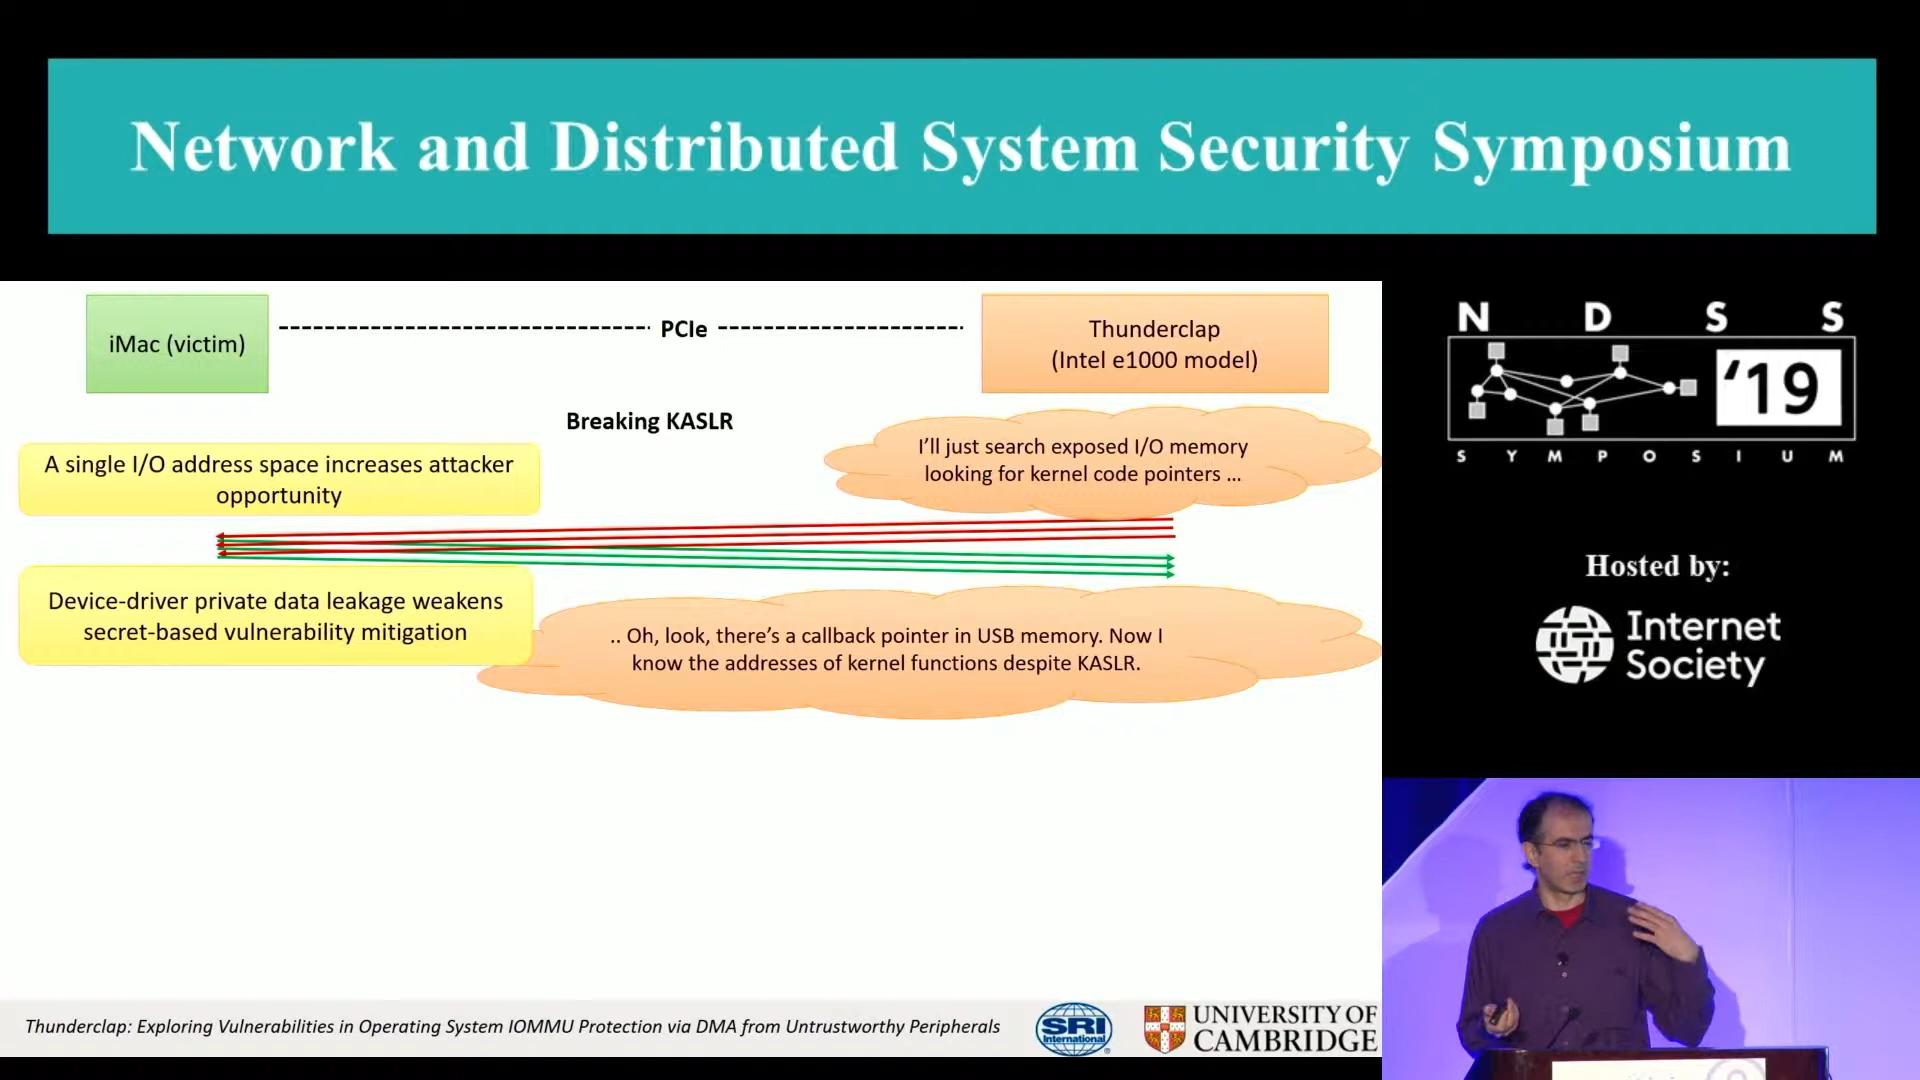 Network and Distributed System Security Symposium
iMac (victim)
PCIe
Thunderclap
(Intel e1000 model)
Breaking KASLR
A single I/O address space increases attacker
opportunity
I'll just search exposed I/O memory
looking for kernel code pointers ...
Device-driver private data leakage weakens
secret-based vulnerability mitigation
.. Oh, look, there's a callback pointer in USB memory. Now I
know the addresses of kernel functions despite KASLR.
Thunderclap: Exploring Vulnerabilities in Operating System IOMMU Protection via DMA from Untrustworthy Peripherals
SRI
International
UNIVERSITY OF
CAMBRIDGE
N D S S
'19
S Y M P O S I U M
Hosted by:
Internet
Society